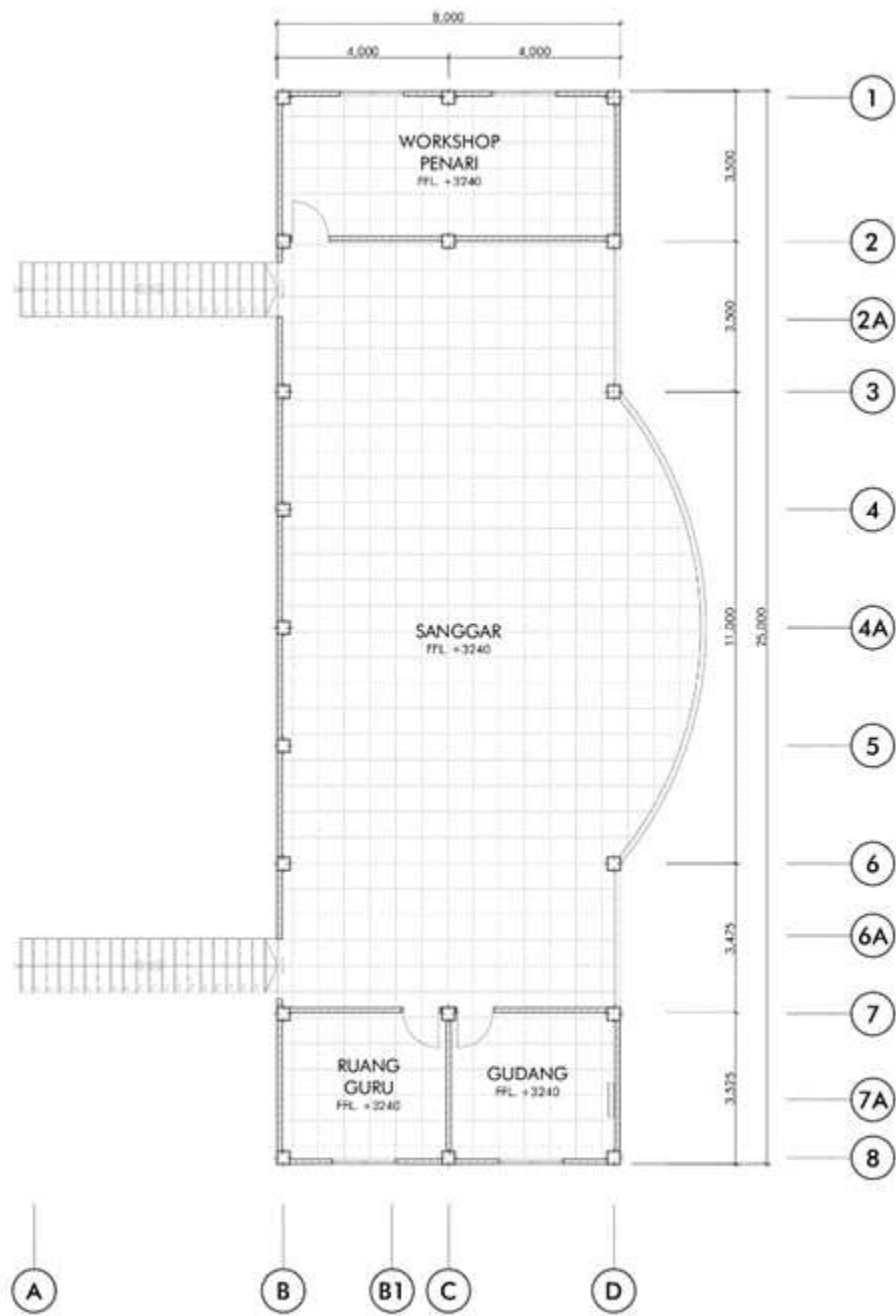 8,000
4,000
4,000
1
WORKSHOP
PENARI
FFL. +3240
3,500
2
2A
3,500
3
4
SANGGAR
FFL. +3240
11,000
25,000
4A
5
6
6A
3,475
7
RUANG
GURU
FFL. +3240
GUDANG
FFL. +3240
3,525
7A
8
A
B
B1
C
D